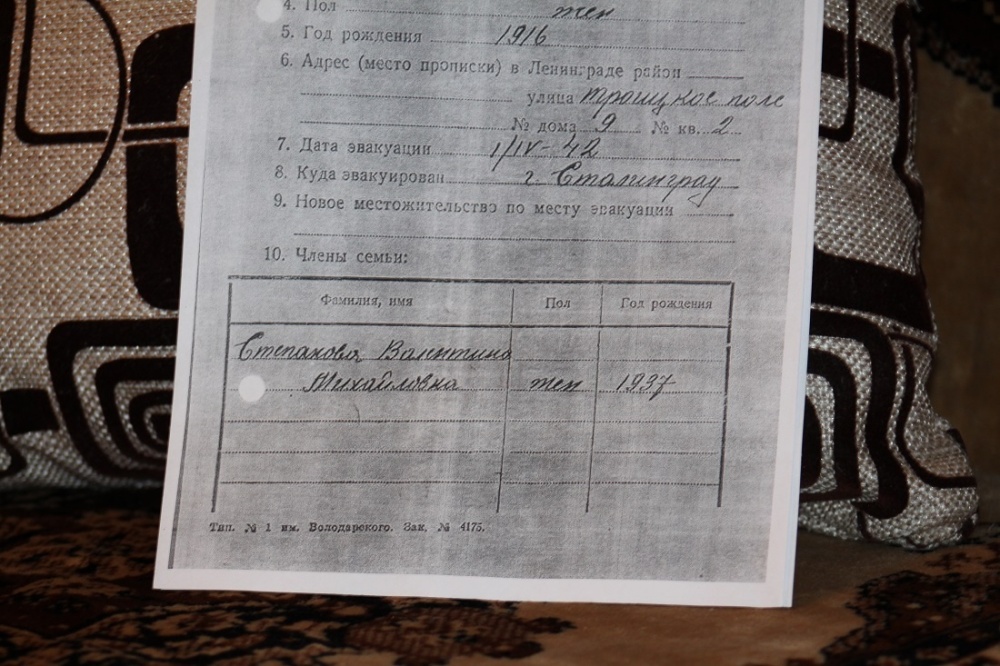 4. Пол жен
5. Год рождения 1916
6. Адрес (место прописки) в Ленинграде район
улица Троицкое поле
№ дома 9 № кв. 2
7. Дата эвакуации 1/IV-42
8. Куда эвакуирован г. Сталинград
9. Новое местожительство по месту эвакуации
10. Члены семьи:
Фамилия, имя Пол Год рождения
Степанова Валентина
Михайловна жен 1937
Тип. № 1 им. Володарского. Зак. № 4175.